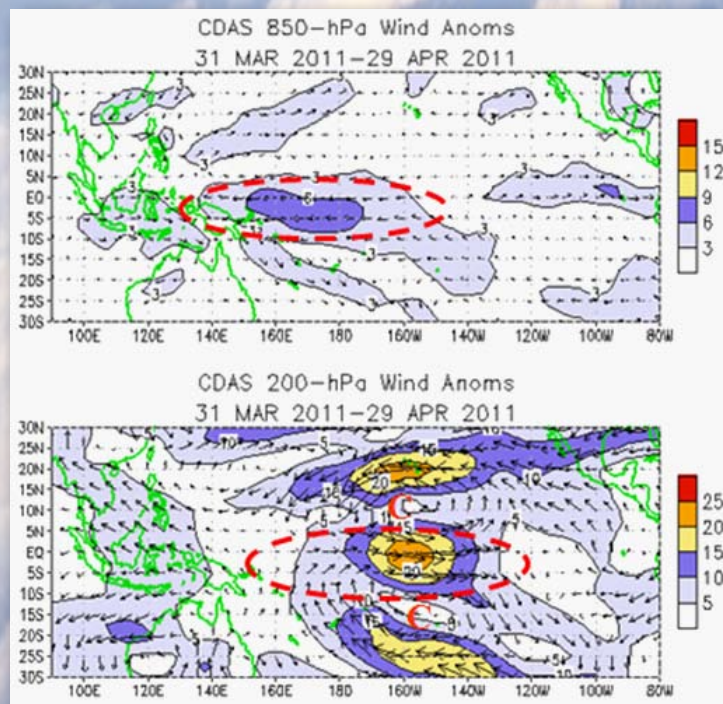 CDAS 850-hPa Wind Anoms
31 MAR 2011-29 APR 2011
30N
25N
20N
15N
10N
5N
EQ
5S
10S
15S
20S
25S
30S
100E 120E 140E 160E 180 160W 140W 120W 100W 80W
15
12
9
6
3
CDAS 200-hPa Wind Anoms
31 MAR 2011-29 APR 2011
30N
25N
20N
15N
10N
5N
EQ
5S
10S
15S
20S
25S
30S
100E 120E 140E 160E 180 160W 140W 120W 100W 80W
C
C
25
20
15
10
5